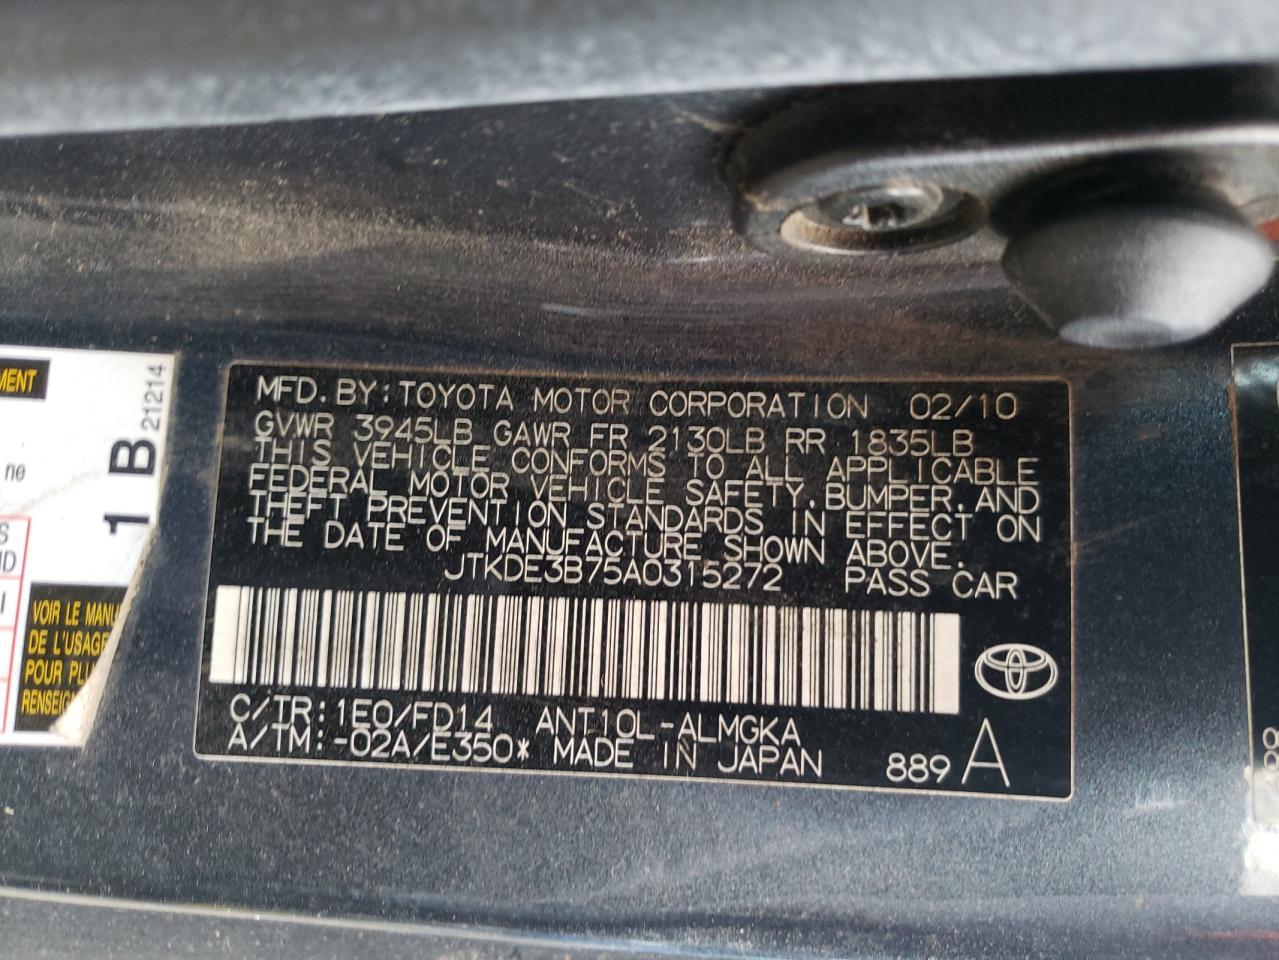 MFD. BY: TOYOTA MOTOR CORPORATION 02/10
GVWR 3945LB GAWR FR 2130LB RR 1835LB
THIS VEHICLE CONFORMS TO ALL APPLICABLE
FEDERAL MOTOR VEHICLE SAFETY, BUMPER, AND
THEFT PREVENTION STANDARDS IN EFFECT ON
THE DATE OF MANUFACTURE SHOWN ABOVE.
JTKDE3B75A0315272 PASS CAR
C/TR: 1E0/FD14 ANT10L-ALMGKA
A/TM: -02A/E350* MADE IN JAPAN 889 A
MENT
ne
1 B 21214
VOIR LE MANU
DE L'USAGE
POUR PLU
RENSEIG